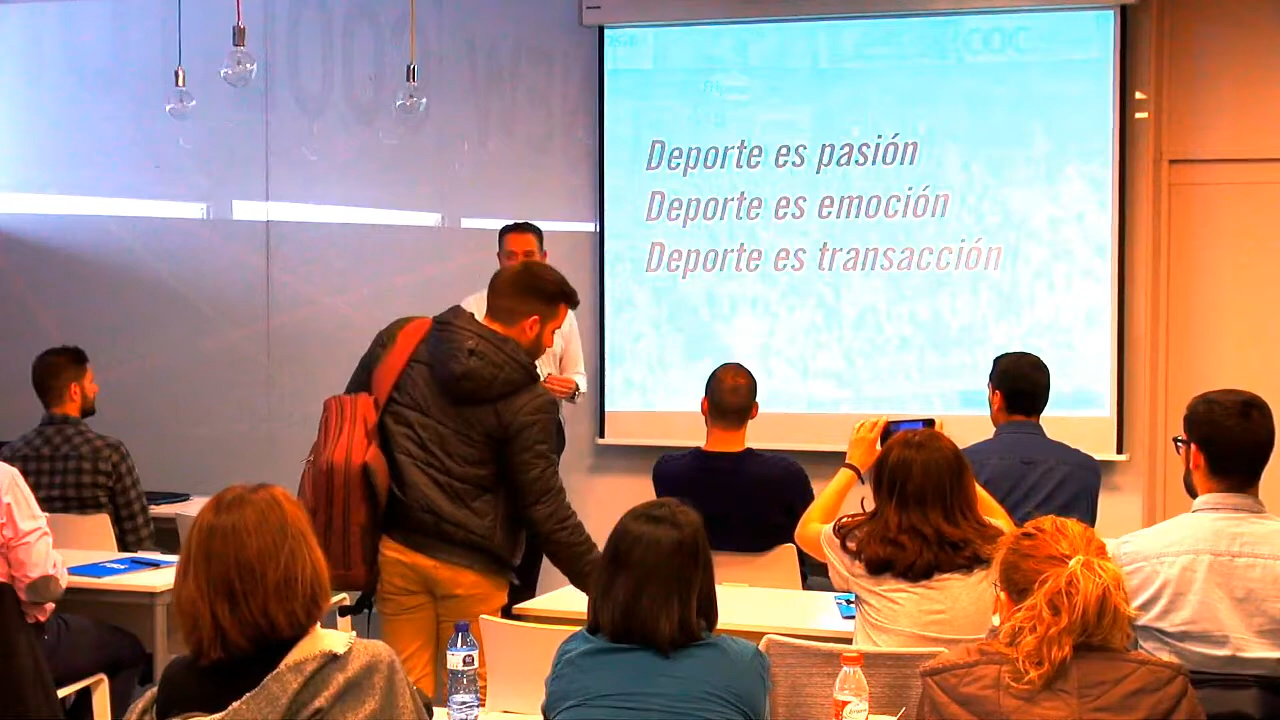 Deporte es pasión
Deporte es emoción
Deporte es transacción